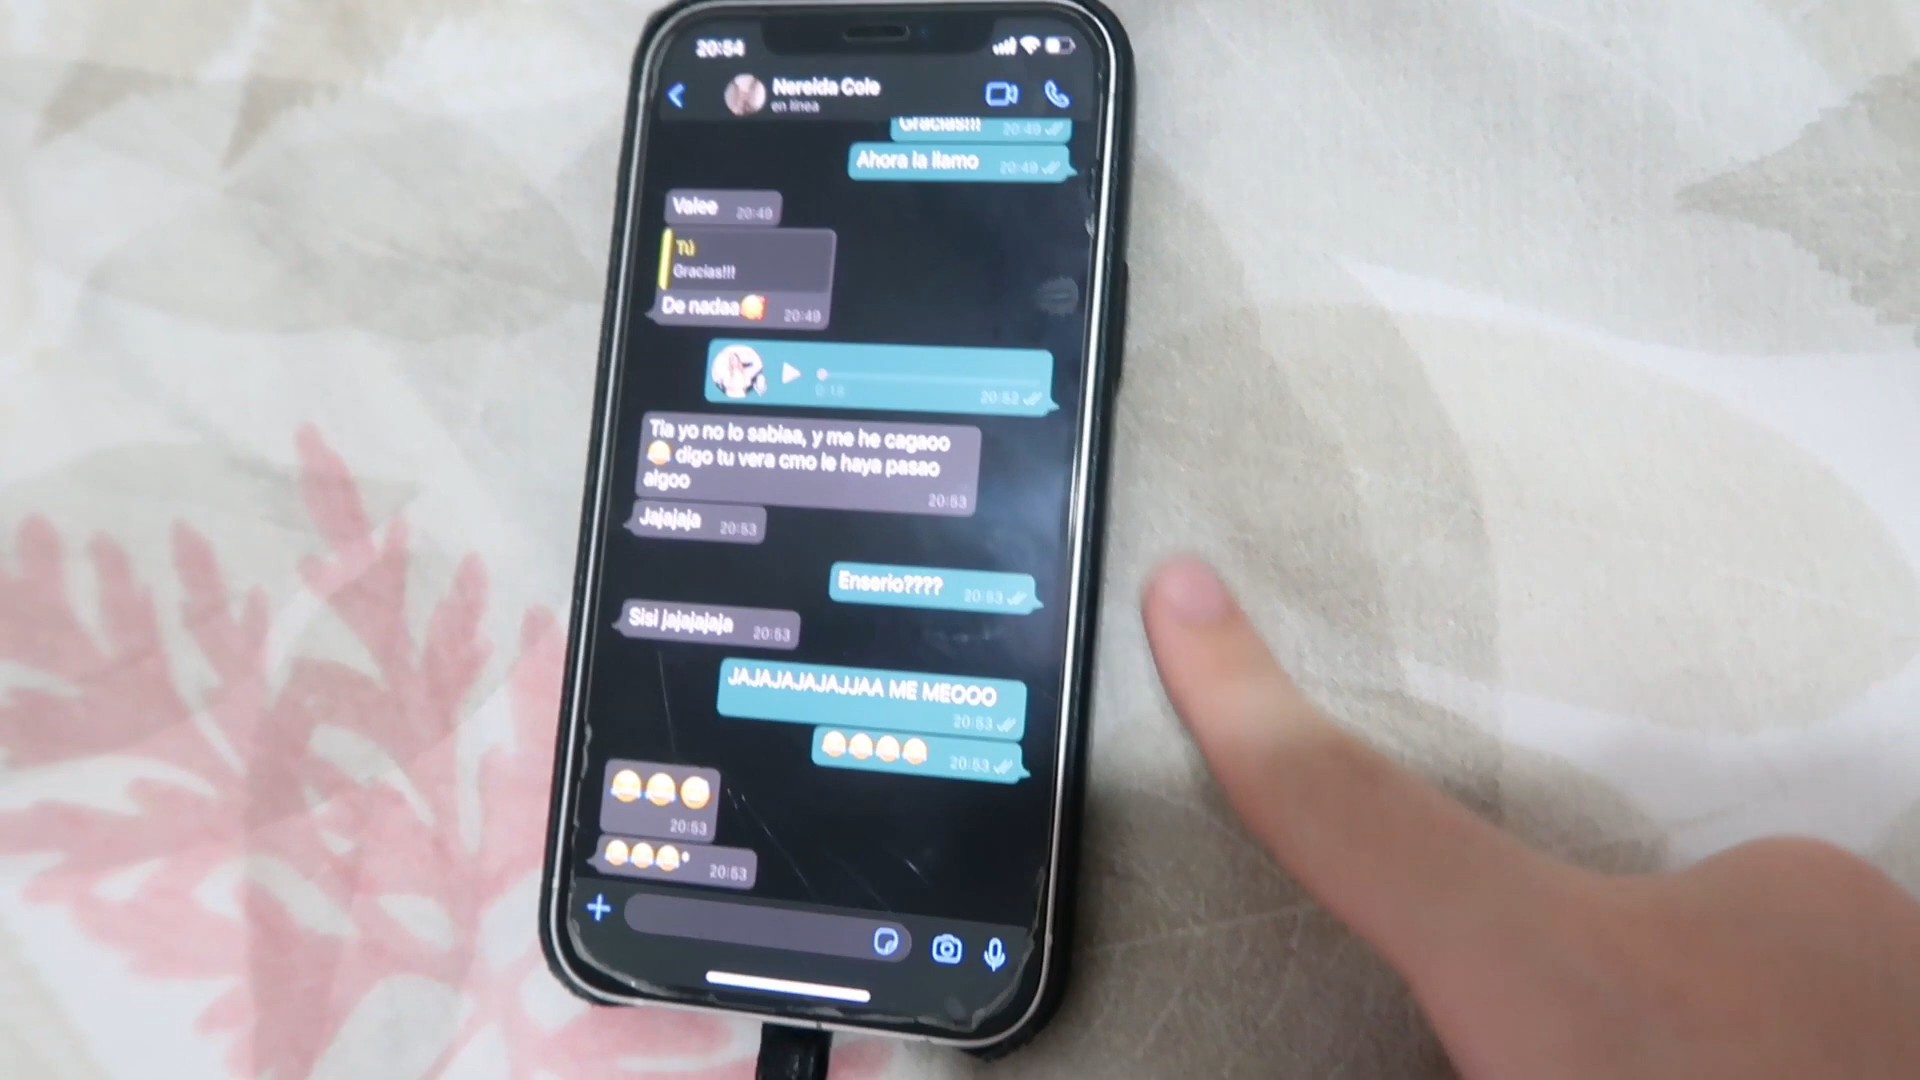 20:54
Nereida Cole
en línea
Gracias!!! 20:49
Ahora la llamo 20:49
Valee 20:49
Tú
Gracias!!!
De nadaa 20:49
0:15 20:52
Tia yo no lo sabiaa, y me he cagaoo
digo tu vera cmo le haya pasao
algoo
20:53
Jajajaja 20:53
Enserio???? 20:53
Sisi jajajajaja 20:53
JAJAJAJAJAJJAA ME MEOOO
20:53
20:53
20:53
20:53